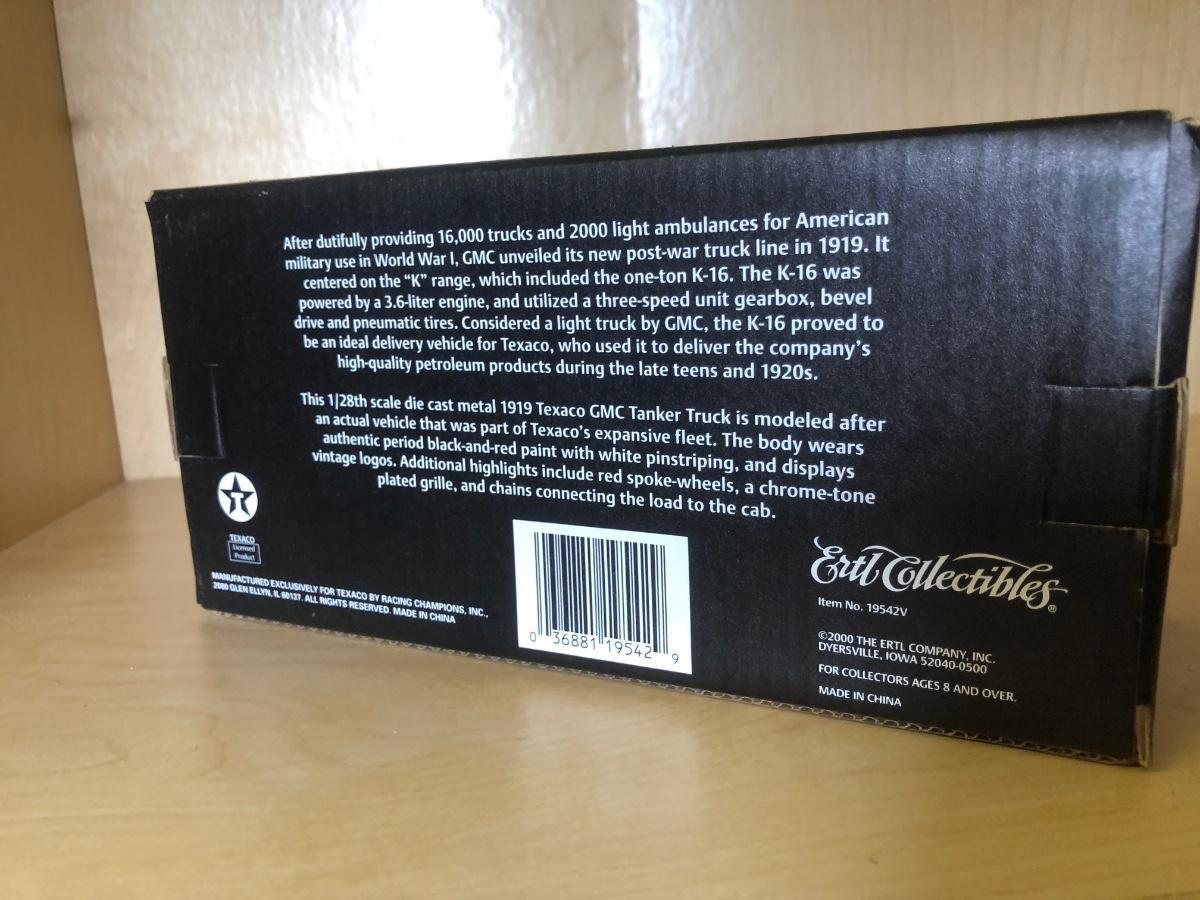 After dutifully providing 16,000 trucks and 2000 light ambulances for American
military use in World War I, GMC unveiled its new post-war truck line in 1919. It
centered on the “K” range, which included the one-ton K-16. The K-16 was
powered by a 3.6-liter engine, and utilized a three-speed unit gearbox, bevel
drive and pneumatic tires. Considered a light truck by GMC, the K-16 proved to
be an ideal delivery vehicle for Texaco, who used it to deliver the company’s
high-quality petroleum products during the late teens and 1920s.
This 1/28th scale die cast metal 1919 Texaco GMC Tanker Truck is modeled after
an actual vehicle that was part of Texaco’s expansive fleet. The body wears
authentic period black-and-red paint with white pinstriping, and displays
vintage logos. Additional highlights include red spoke-wheels, a chrome-tone
plated grille, and chains connecting the load to the cab.
T
TEXACO
Licensed
Product
MANUFACTURED EXCLUSIVELY FOR TEXACO BY RACING CHAMPIONS, INC.,
2080 GLEN ELLYN, IL 60137. ALL RIGHTS RESERVED. MADE IN CHINA
0 36881 19542 9
Ertl Collectibles®
Item No. 19542V
©2000 THE ERTL COMPANY, INC.
DYERSVILLE, IOWA 52040-0500
FOR COLLECTORS AGES 8 AND OVER.
MADE IN CHINA